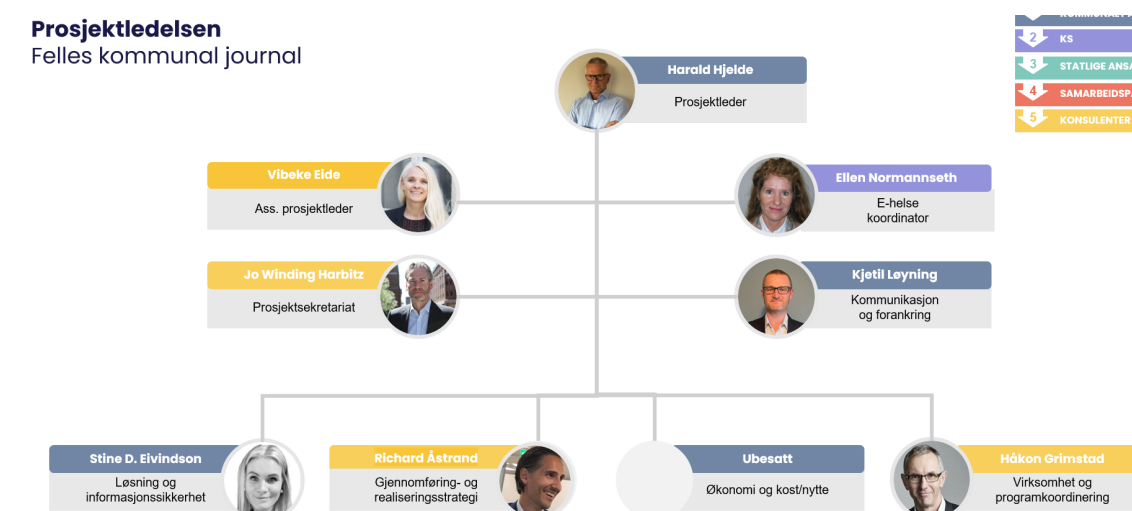 Prosjektledelsen
Felles kommunal journal
2 KS
3 STATLIGE
4
5 KONSULENTER
Harald Hjelde
Prosjektleder
Vibeke Eide
Ass. prosjektleder
Ellen Normannseth
E-helse
koordinator
Jo Winding Harbitz
Prosjektsekretariat
Kjetil Løyning
Kommunikasjon
og forankring
Stine D. Eivindson
Løsning og
informasjonssikkerhet
Richard Åstrand
Gjennomføring- og
realiseringsstrategi
Ubesatt
Økonomi og kost/nytte
Håkon Grimstad
Virksomhet og
programkoordinering